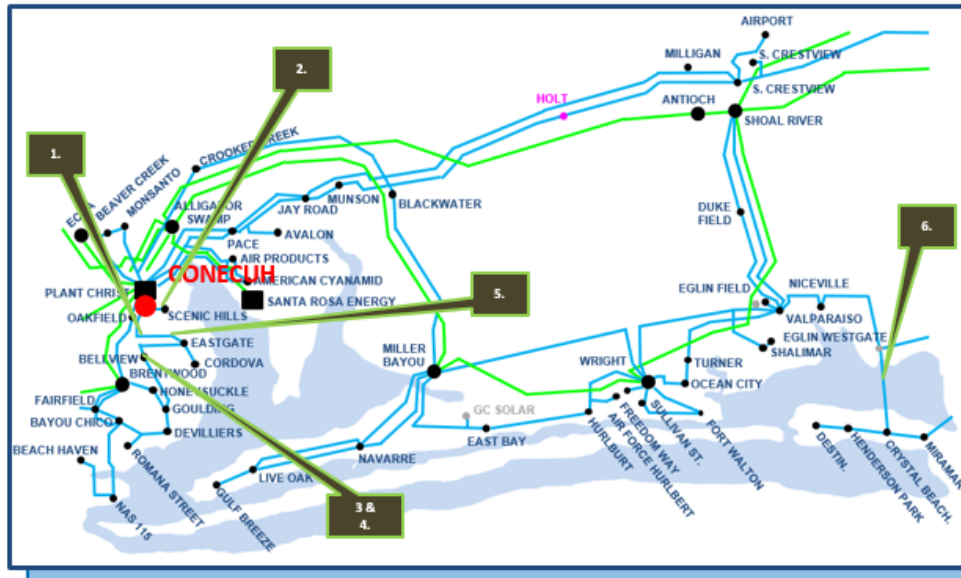 AIRPORT
MILLIGAN
S. CRESTVIEW
2.
S. CRESTVIEW
HOLT
ANTIOCH
SHOAL RIVER
1.
CROOKED CREEK
BEAVER CREEK
MONSANTO
ALLIGATOR
SWAMP
JAY ROAD
MUNSON
BLACKWATER
DUKE
FIELD
6.
PACE
AVALON
AIR PRODUCTS
CONECUH
AMERICAN CYANAMID
PLANT CHRIST
SANTA ROSA ENERGY
5.
EGLIN FIELD
NICEVILLE
OAKFIELD
SCENIC HILLS
VALPARAISO
EASTGATE
EGLIN WESTGATE
SHALIMAR
BELLVIEW
CORDOVA
MILLER
BAYOU
WRIGHT
TURNER
BRENTWOOD
OCEAN CITY
HONEYSUCKLE
FAIRFIELD
GOULDING
GC SOLAR
BAYOU CHICO
DEVILLIERS
EAST BAY
HURLBURT
FREEDOM WAY
AIR FORCE HURLBERT
SULLIVAN ST.
FORT WALTON
DESTIN.
HENDERSON PARK
CRYSTAL BEACH.
MIRAMAR
BEACH HAVEN
ROMANA STREET
NAVARRE
LIVE OAK
GULF BREEZE
NAS 115
3 &
4.